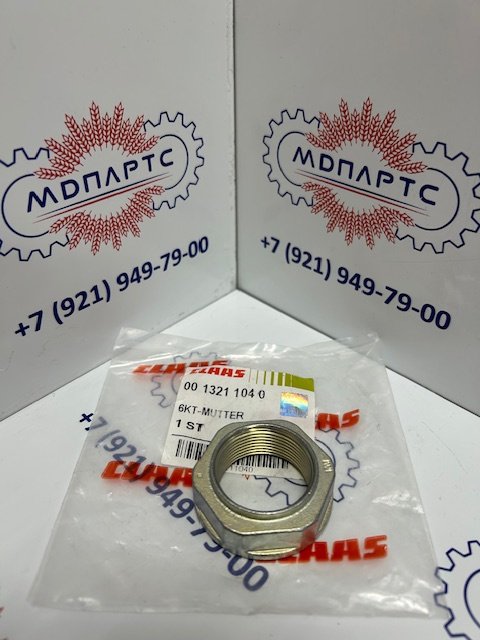 МДПАРТС
+7 (921) 949-79-00
МДПАРТС
+7 (921) 949-79-00
CLAAS
CLAAS
00 1321 104 0
6KT-MUTTER
1 ST
CLAAS
+7 (921) 949-79-00
CLAAS
CLAAS